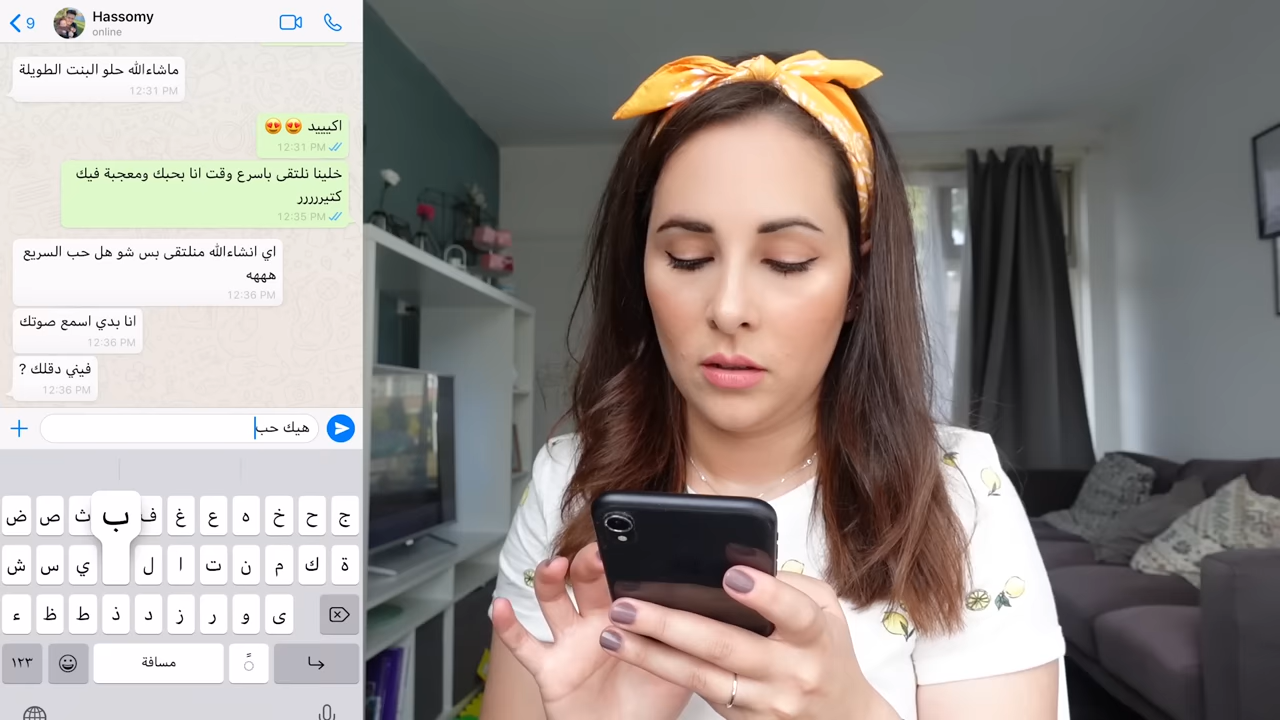 9
Hassomy
online
ماشاءالله حلو البنت الطويلة
12:31 PM
اكيييد 😍 😍
12:31 PM
خلينا نلتقى باسرع وقت انا بحبك ومعجبة فيك
كتيررررر
12:35 PM
اي انشاءالله منلتقى بس شو هل حب السريع
هههه
12:36 PM
انا بدي اسمع صوتك
12:36 PM
فيني دقلك ?
12:36 PM
هيك حب
ض ص ث ب ف غ ع ه خ ح ج
ش س ي ل ا ت ن م ك ة
ء ظ ط ذ د ز ر و ى
١٢٣ مسافة